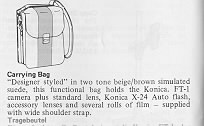 Carrying Bag
"Designer styled" in two tone beige/brown simulated
suede, this functional bag holds the Konica. FT-1
camera plus standard lens, Konica X-24 Auto flash,
accessory lenses and several rolls of film – supplied
with wide shoulder strap.
Tragebeutel